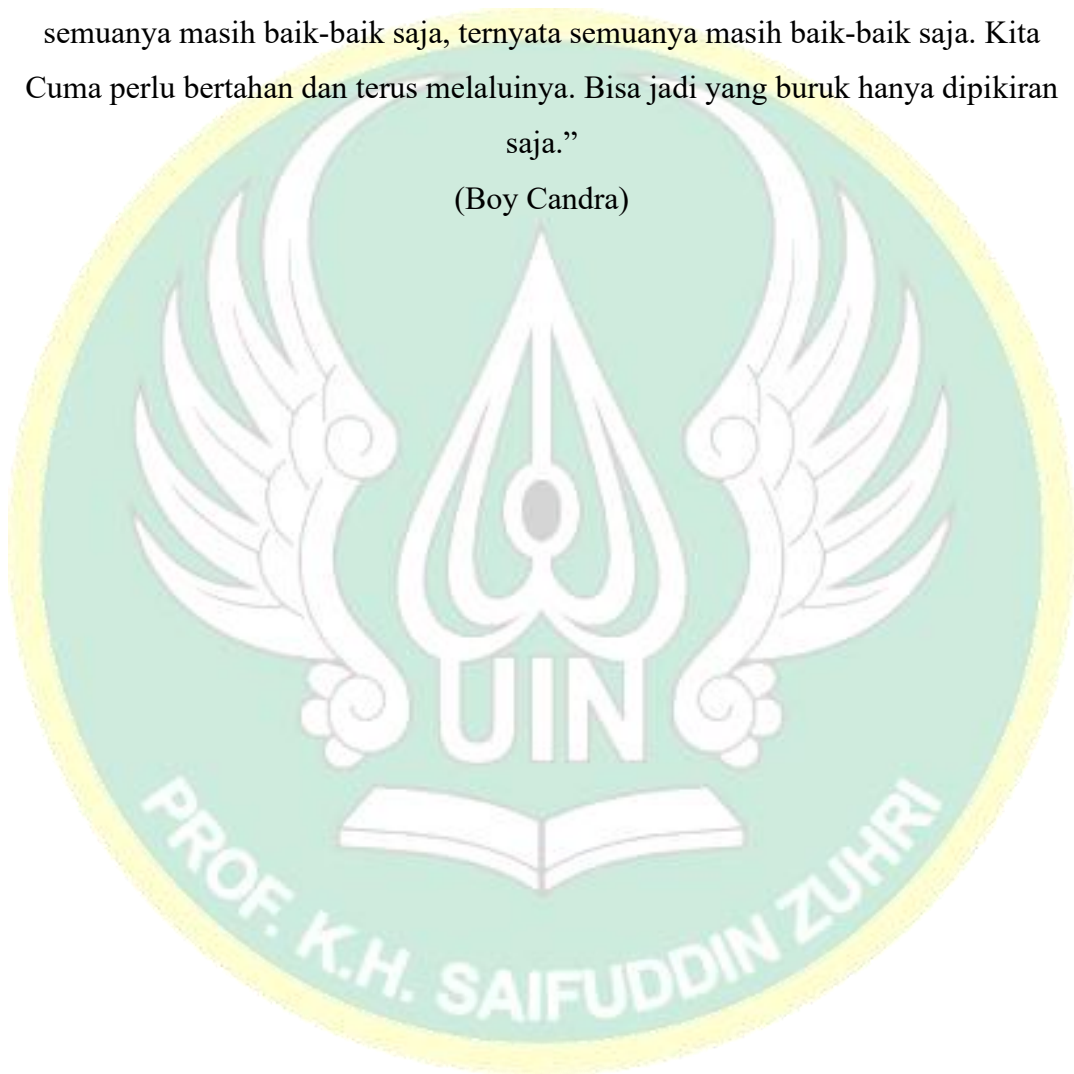 semuanya masih baik-baik saja, ternyata semuanya masih baik-baik saja. Kita
Cuma perlu bertahan dan terus melaluinya. Bisa jadi yang buruk hanya dipikiran
saja.”
(Boy Candra)
UIN
PROF. K.H. SAIFUDDIN ZUHRI